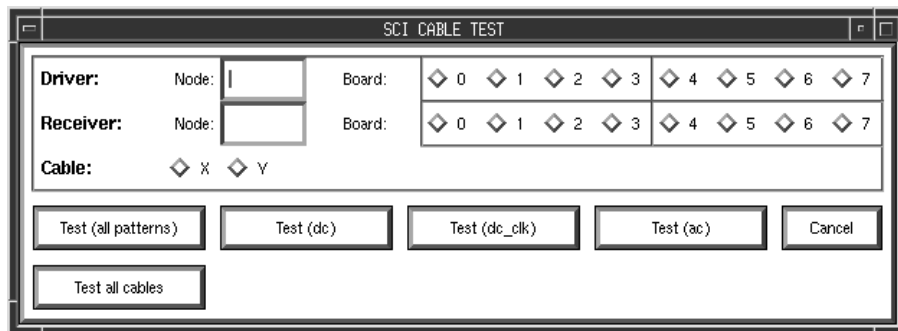 SCI CABLE TEST
Driver: Node: Board: 0 1 2 3 4 5 6 7
Receiver: Node: Board: 0 1 2 3 4 5 6 7
Cable: X Y
Test (all patterns) Test (dc) Test (dc_clk) Test (ac) Cancel
Test all cables